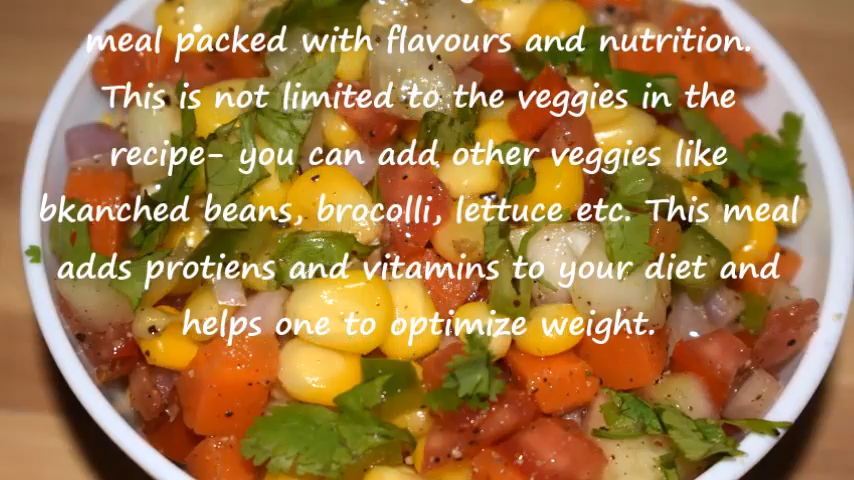 meal packed with flavours and nutrition.
This is not limited to the veggies in the
recipe- you can add other veggies like
bkanched beans, brocolli, lettuce etc. This meal
adds protiens and vitamins to your diet and
helps one to optimize weight.